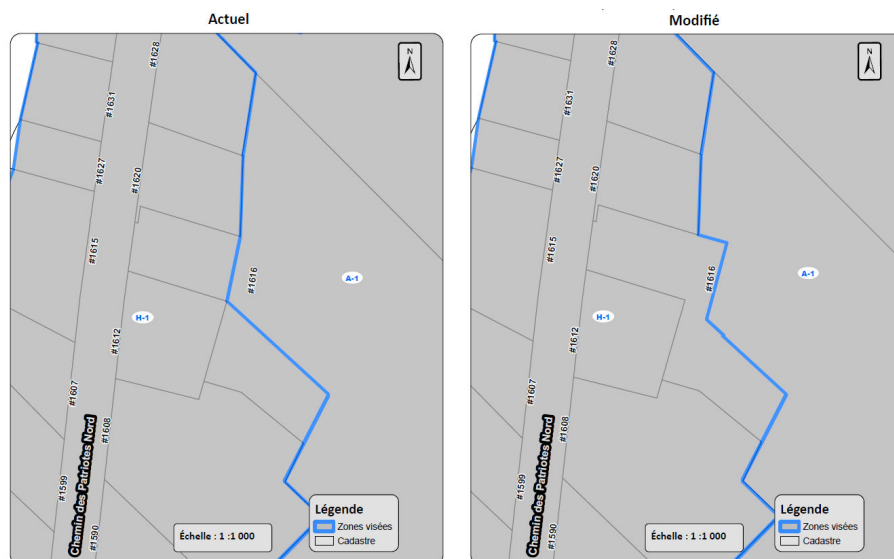 Actuel
N
#1628
#1631
#1627
#1620
#1615
#1616
A-1
H-1
#1612
#1607
#1608
Chemin des Patriotes Nord
#1599
#1590
Échelle : 1 :1 000
Légende
Zones visées
Cadastre
Modifié
N
#1628
#1631
#1627
#1620
#1615
#1616
A-1
H-1
#1612
#1607
#1608
Chemin des Patriotes Nord
#1599
#1590
Échelle : 1 :1 000
Légende
Zones visées
Cadastre